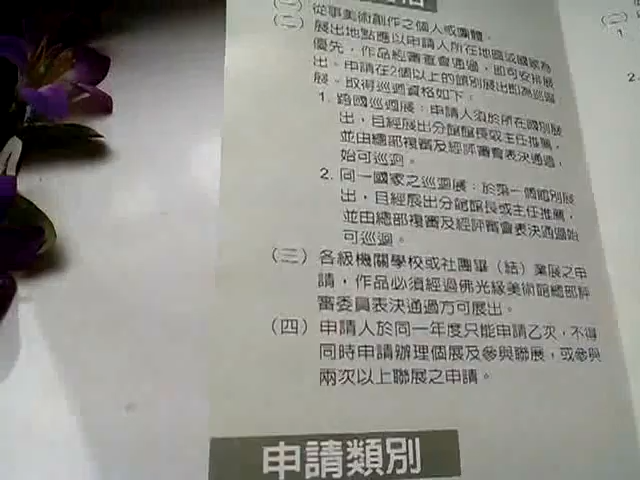 (一) 從事美術創作之個人或團體。
(二) 展出地點應以申請人所在地區或國家為
優先，作品經審查會通過，即可安排展
出。申請在2個以上的館別展出即為巡迴
展。取得巡迴資格如下：
1. 跨國巡迴展：申請人須於所在國別展
出，且經展出分館館長或主任推薦，
並由總部複審及經評審會表決通過，
始可巡迴。
2. 同一國家之巡迴展：於第一個館別展
出，且經展出分館館長或主任推薦，
並由總部複審及經評審會表決通過始
可巡迴。
(三) 各級機關學校或社團畢（結）業展之申
請，作品必須經過佛光緣美術館總部評
審委員表決通過方可展出。
(四) 申請人於同一年度只能申請乙次，不得
同時申請辦理個展及參與聯展，或參與
兩次以上聯展之申請。
申請類別
(二)
1.
2.